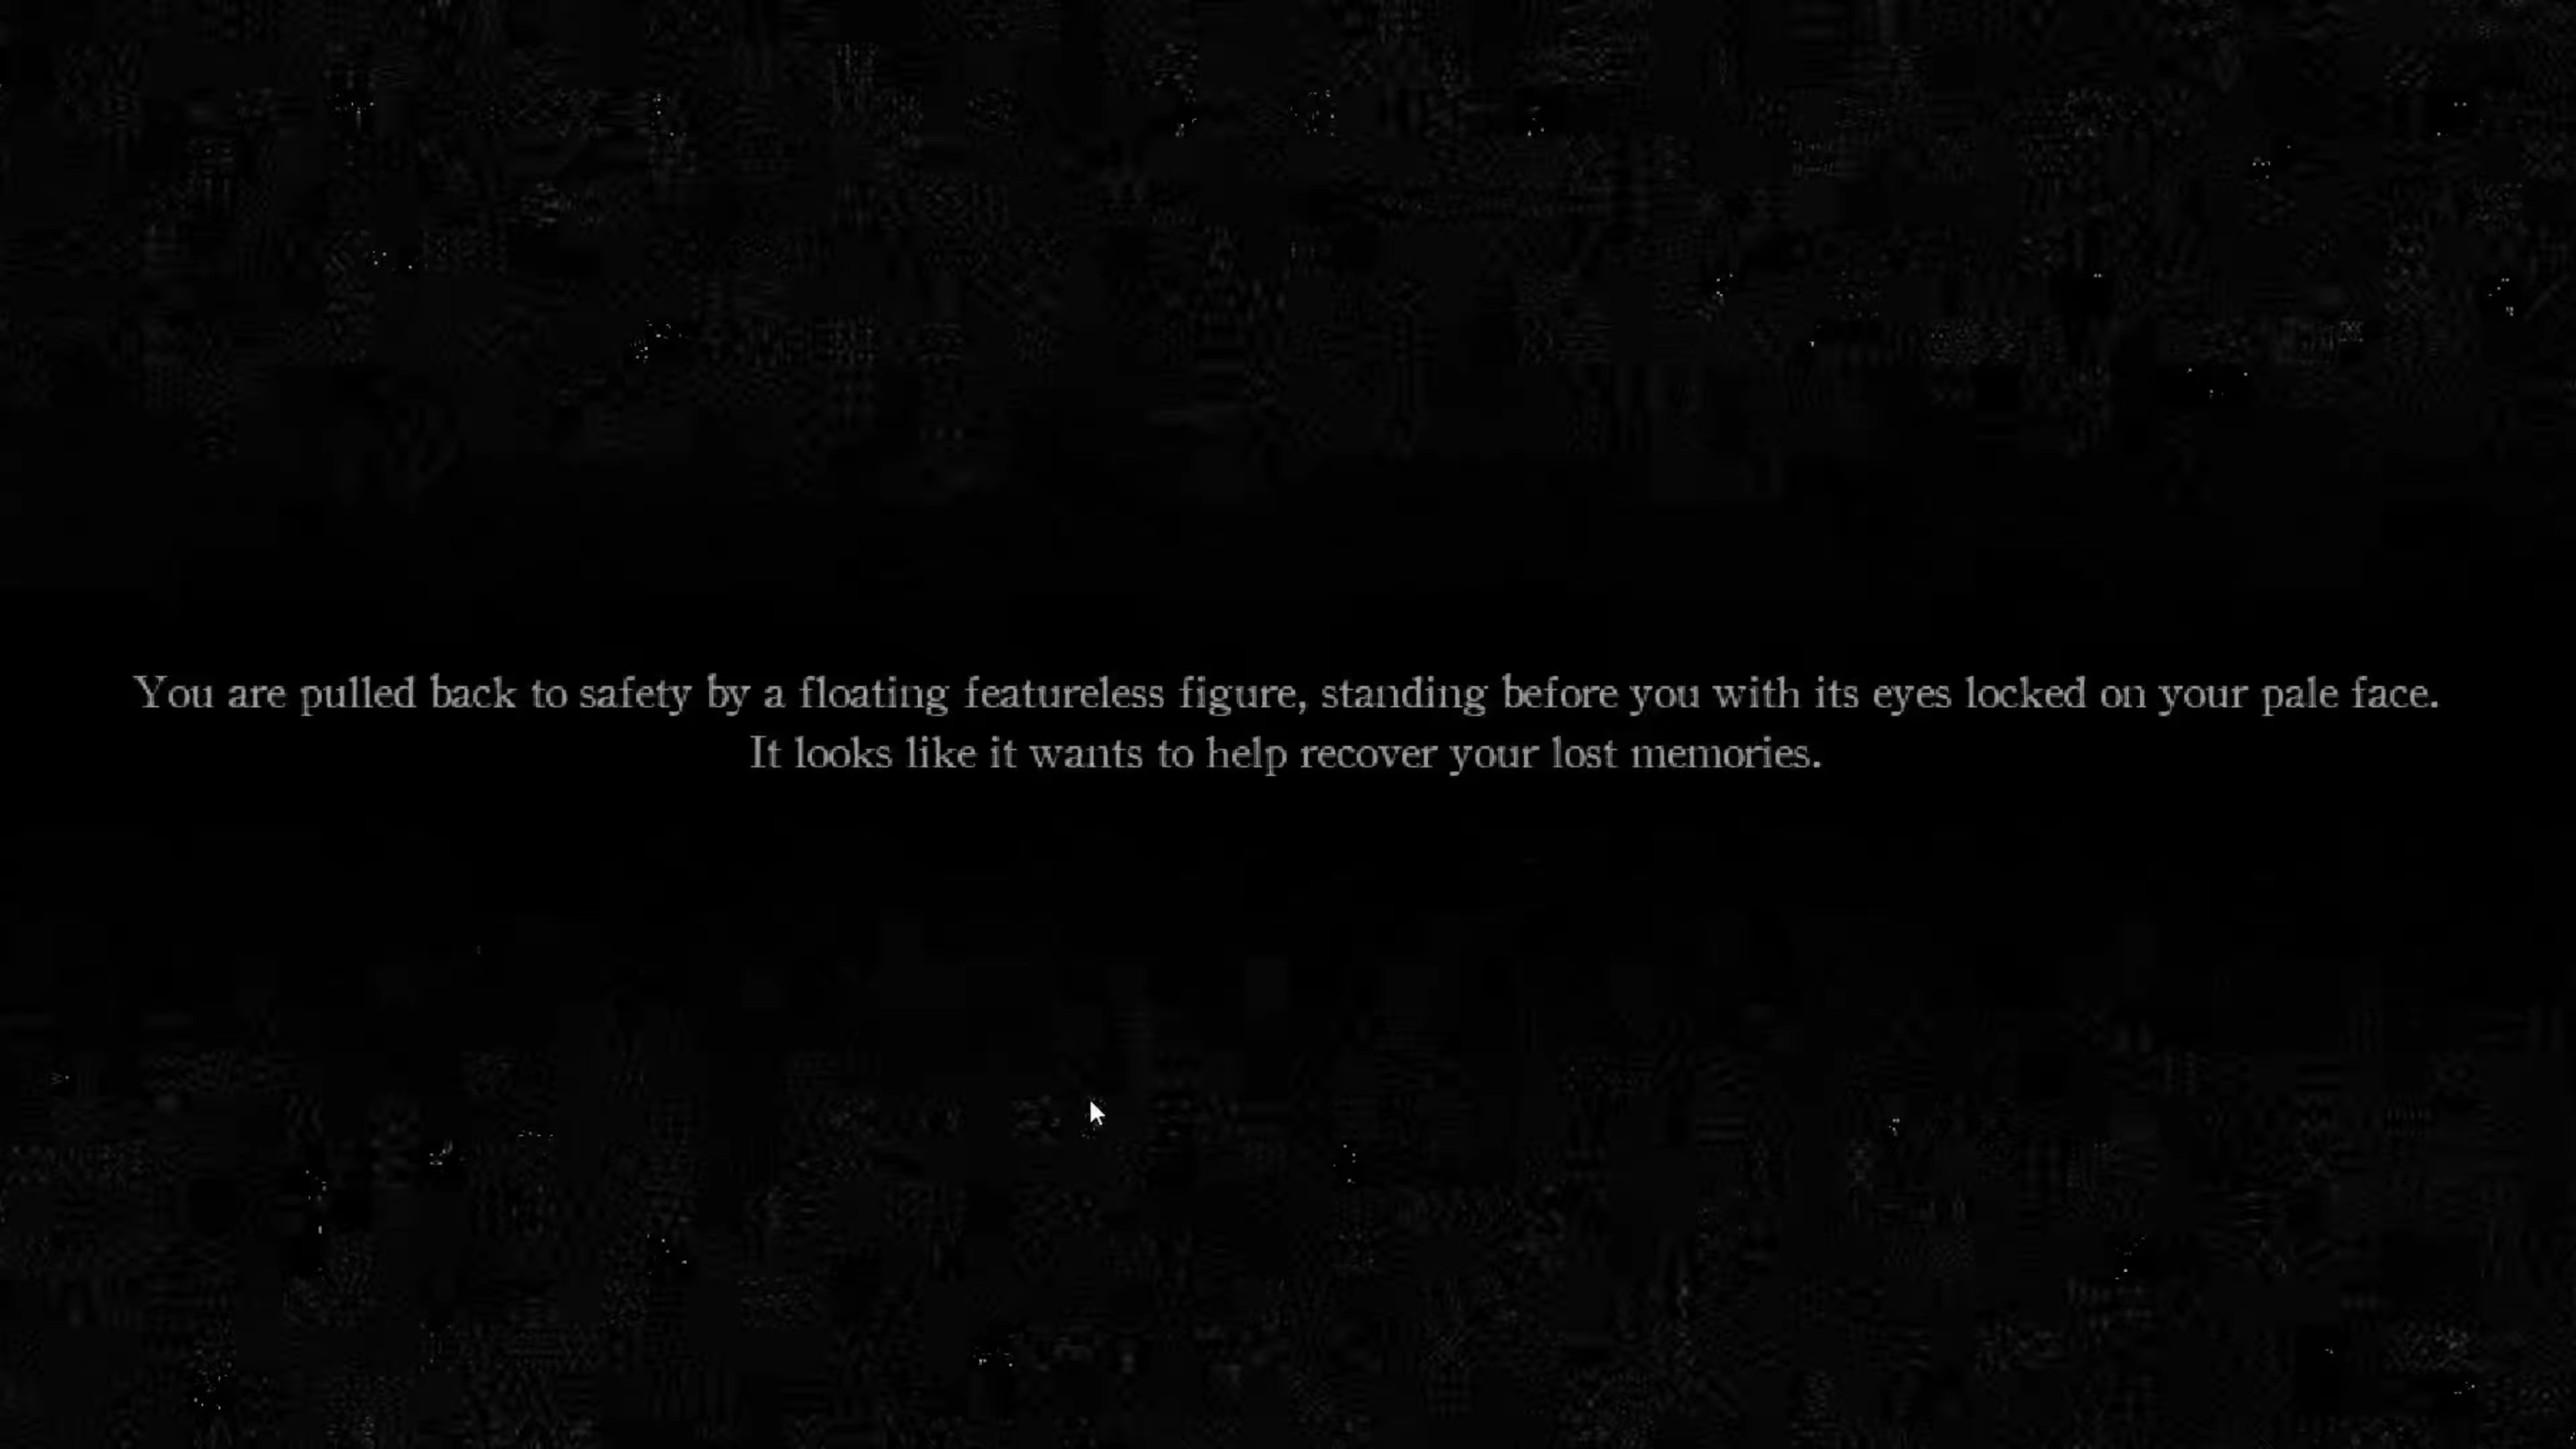 You are pulled back to safety by a floating featureless figure, standing before you with its eyes locked on your pale face.
It looks like it wants to help recover your lost memories.